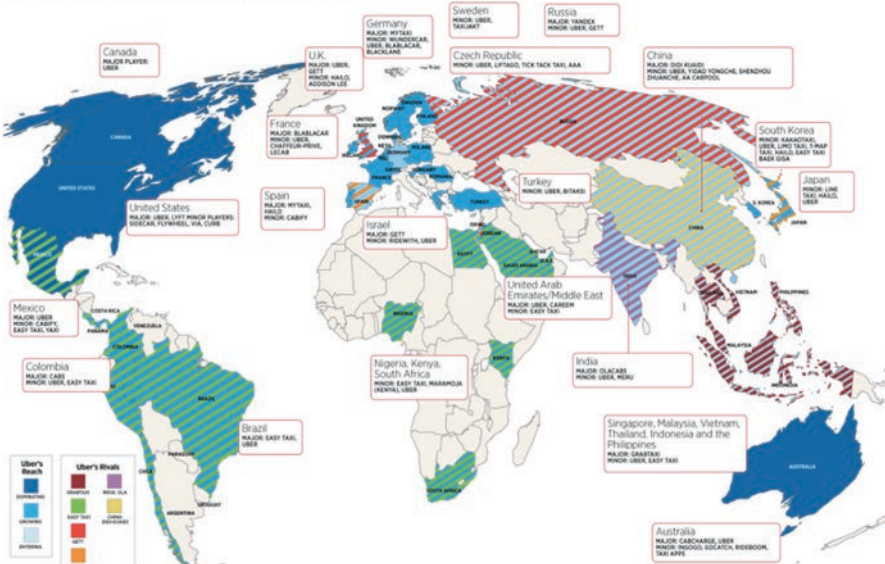 Canada
MAJOR PLAYER:
UBER
Germany
MAJOR: MYTAXI
MINOR: WUNDERCAR,
UBER, BLABLACAR,
BLACKLANE
Sweden
MINOR: UBER,
TAXIJAKT
Russia
MAJOR: YANDEX
MINOR: UBER, GETT
U.K.
MAJOR: UBER,
GETT
MINOR: HAILO,
ADDISON LEE
Czech Republic
MINOR: UBER, LIFTAGO, TICK TACK TAXI, AAA
China
MAJOR: DIDI KUAIDI
MINOR: UBER, YIDAO YONGCHE, SHENZHOU
ZHUANCHE, AA CARPOOL
France
MAJOR: BLABLACAR
MINOR: UBER,
CHAFFEUR-PRIVE,
LECAB
South Korea
MINOR: KAKAOTAXI,
UBER, LIMO TAXI, T-MAP
TAXI, HAILO, EASY TAXI
BAEK GISA
Japan
MINOR: LINE
TAXI, HAILO,
UBER
Spain
MAJOR: MYTAXI,
HAILO
MINOR: CABIFY
Turkey
MINOR: UBER, BITAKSI
United States
MAJOR: UBER, LYFT MINOR PLAYERS:
SIDECAR, FLYWHEEL, VIA, CURB
Israel
MAJOR: GETT
MINOR: RIDEWITH, UBER
United Arab
Emirates/Middle East
MAJOR: UBER, CAREEM
MINOR: EASY TAXI
Mexico
MAJOR: UBER
MINOR: CABIFY,
EASY TAXI, YAXI
Colombia
MAJOR: CABS
MINOR: UBER, EASY TAXI
Nigeria, Kenya,
South Africa
MINOR: EASY TAXI, MARAMOJA
(KENYA), UBER
India
MAJOR: OLACABS
MINOR: UBER, MERU
Brazil
MAJOR: EASY TAXI,
UBER
Singapore, Malaysia, Vietnam,
Thailand, Indonesia and the
Philippines
MAJOR: GRABTAXI
MINOR: UBER, EASY TAXI
Australia
MAJOR: CABCHARGE, UBER
MINOR: INGOGO, GOCATCH, RIDEBOOM,
TAXI APPS
CANADA
UNITED STATES
MEXICO
COSTA RICA
PANAMA
VENEZUELA
COLOMBIA
BRAZIL
PARAGUAY
CHILE
URUGUAY
ARGENTINA
NORWAY
SWEDEN
FINLAND
UNITED
KINGDOM
DENMARK
NETH.
IRELAND
GERMANY
POLAND
FRANCE
SWITZ.
HUNGARY
ROMANIA
SPAIN
TURKEY
RUSSIA
ISRAEL
JORDAN
EGYPT
QATAR
U.A.E.
SAUDI ARABIA
NIGERIA
KENYA
SOUTH AFRICA
INDIA
CHINA
S. KOREA
JAPAN
VIETNAM
PHILIPPINES
MALAYSIA
INDONESIA
AUSTRALIA
Uber's
Reach
DOMINATING
GROWING
ENTERING
Uber's Rivals
GRABTAXI
EASY TAXI
GETT
INDIA: OLA
CHINA:
DIDI-KUAIDI